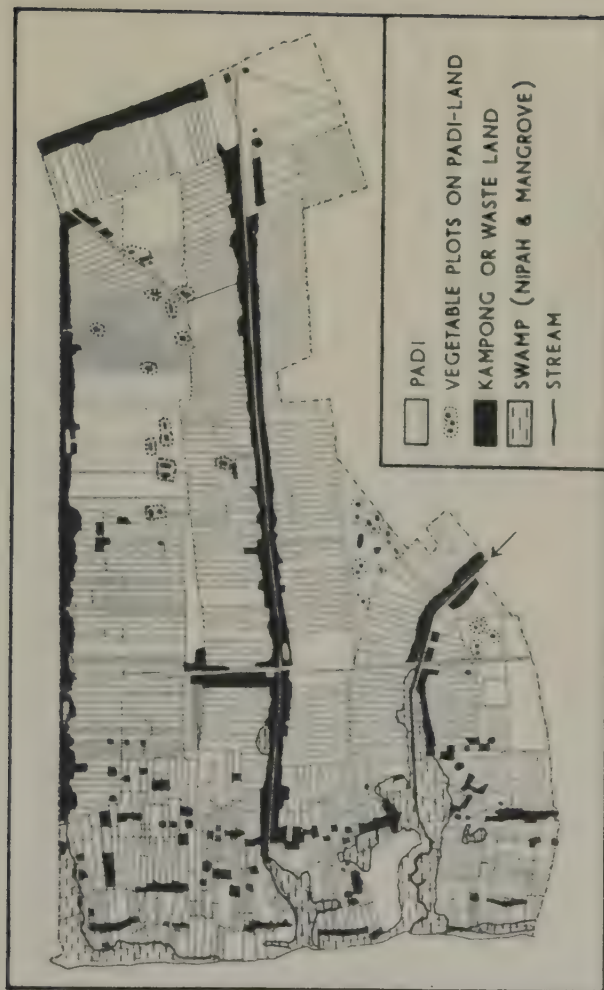 PADI
VEGETABLE PLOTS ON PADI-LAND
KAMPONG OR WASTE LAND
SWAMP (NIPAH & MANGROVE)
STREAM